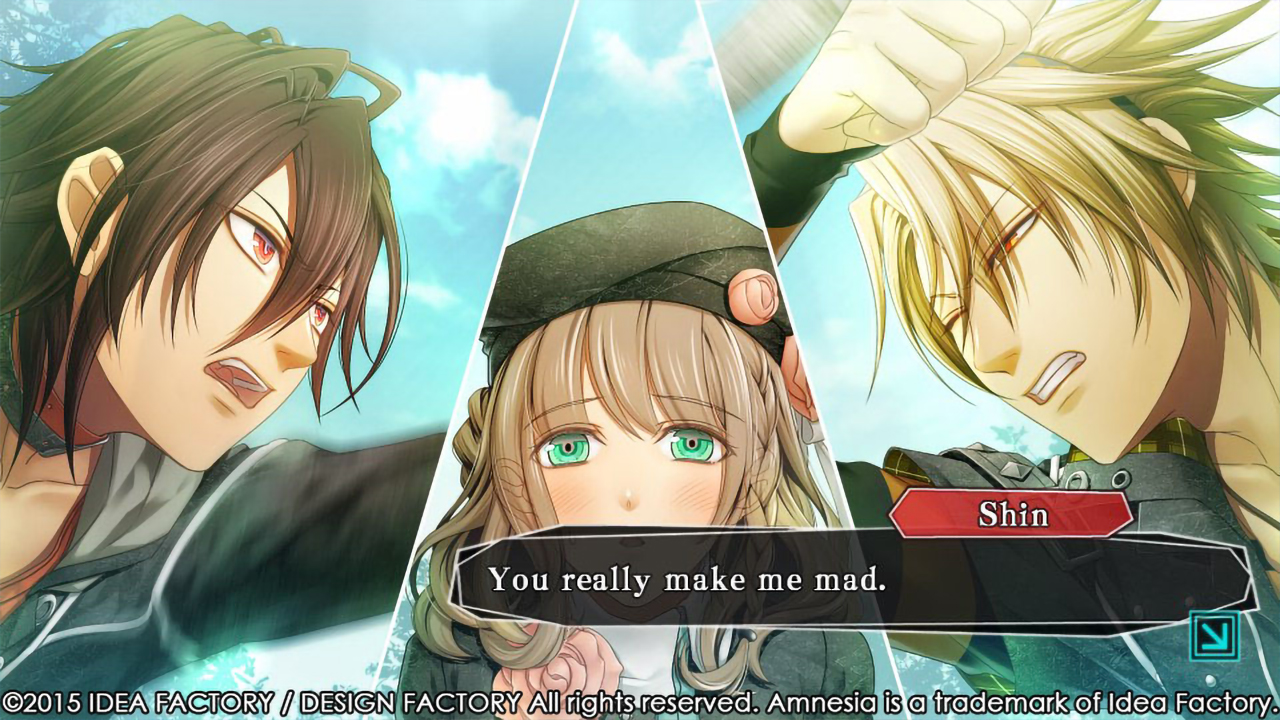 Shin
You really make me mad.
©2015 IDEA FACTORY / DESIGN FACTORY All rights reserved. Amnesia is a trademark of Idea Factory.